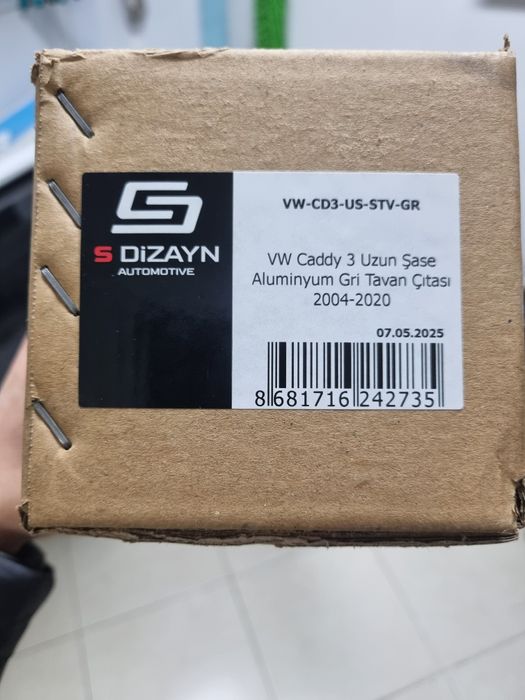 S DiZAYN
AUTOMOTIVE
VW-CD3-US-STV-GR
VW Caddy 3 Uzun Şase
Aluminyum Gri Tavan Çıtası
2004-2020
07.05.2025
8 681716 242735